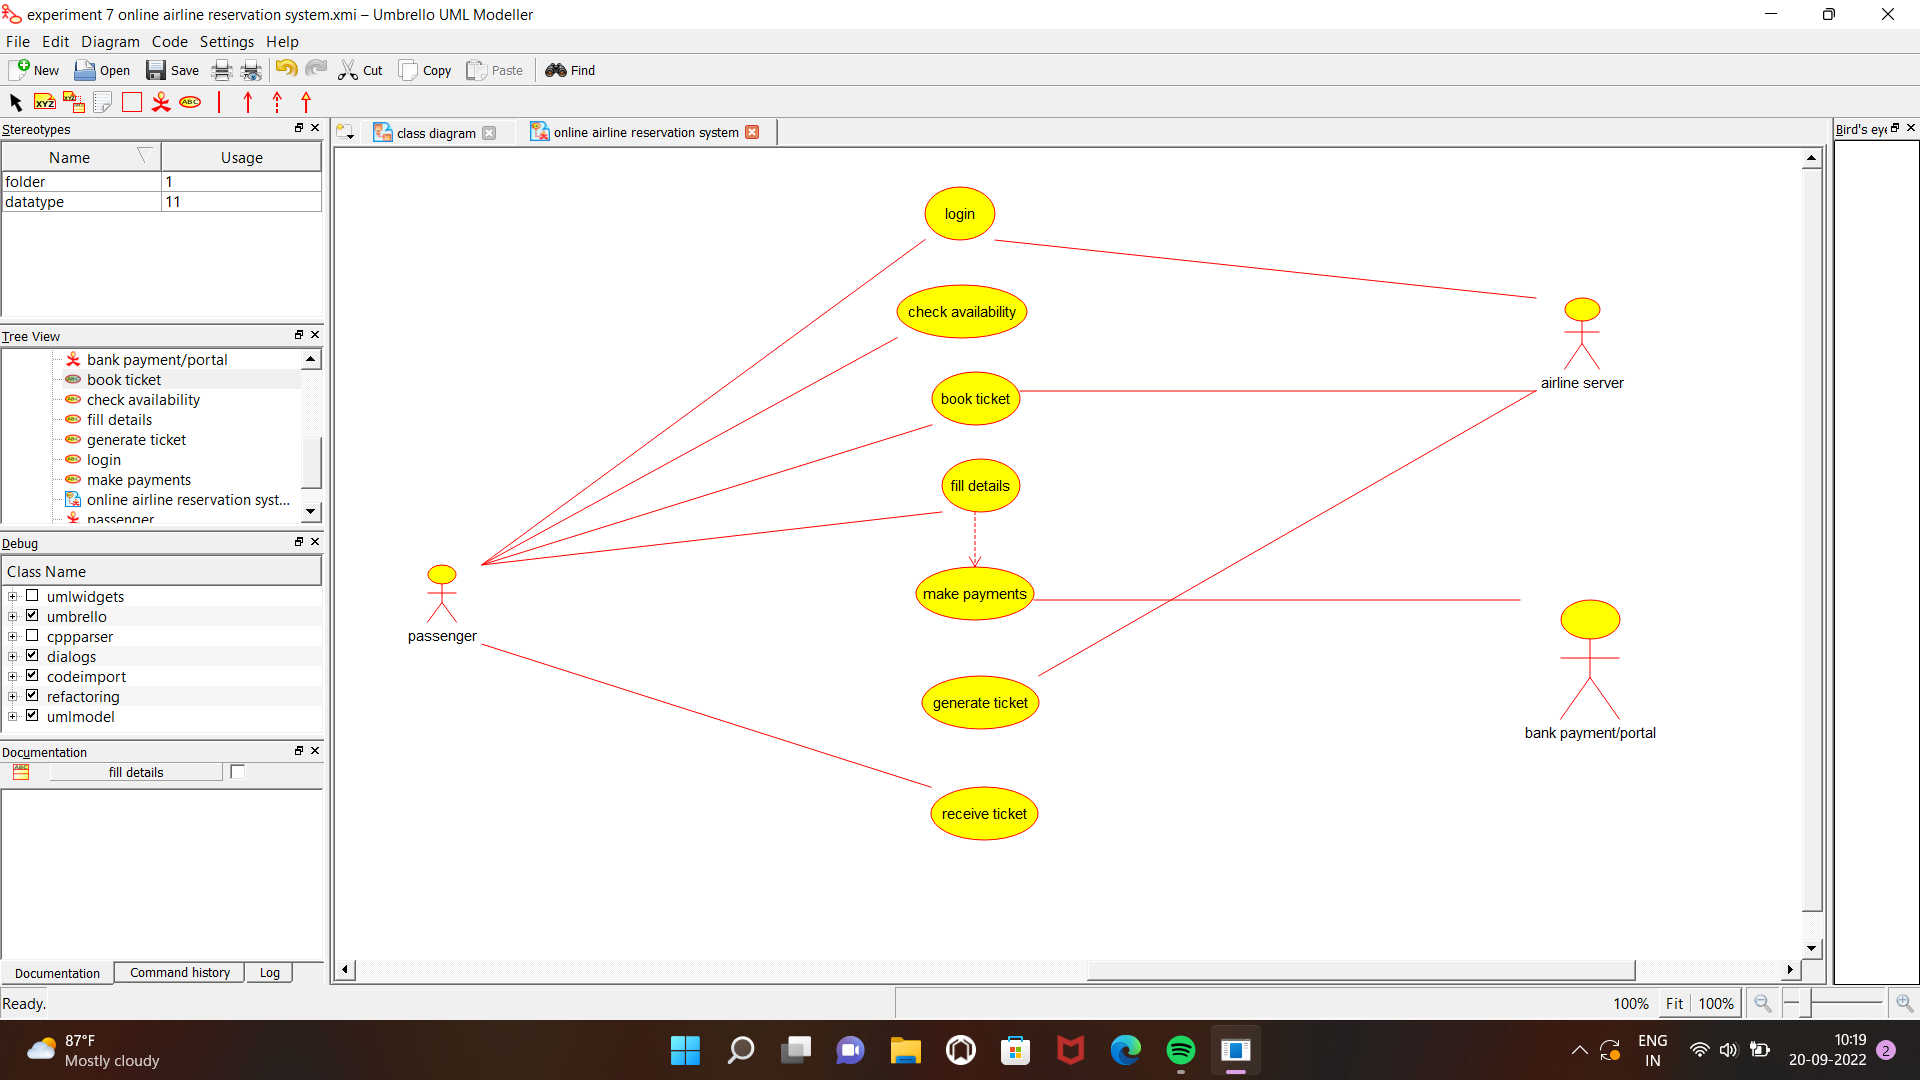 experiment 7 online airline reservation system.xmi – Umbrello UML Modeller
File Edit Diagram Code Settings Help
New Open Save Cut Copy Paste Find
XYZ XYZ ABC
Stereotypes
Name Usage
folder 1
datatype 11
Tree View
bank payment/portal
book ticket
check availability
fill details
generate ticket
login
make payments
online airline reservation syst...
passenger
Debug
Class Name
umlwidgets
umbrello
cppparser
dialogs
codeimport
refactoring
umlmodel
Documentation
fill details
Documentation Command history Log
Ready.
class diagram
online airline reservation system
login
check availability
book ticket
fill details
make payments
generate ticket
receive ticket
passenger
airline server
bank payment/portal
Bird's eye
100% Fit 100%
87°F
Mostly cloudy
ENG
IN
10:19
20-09-2022
2